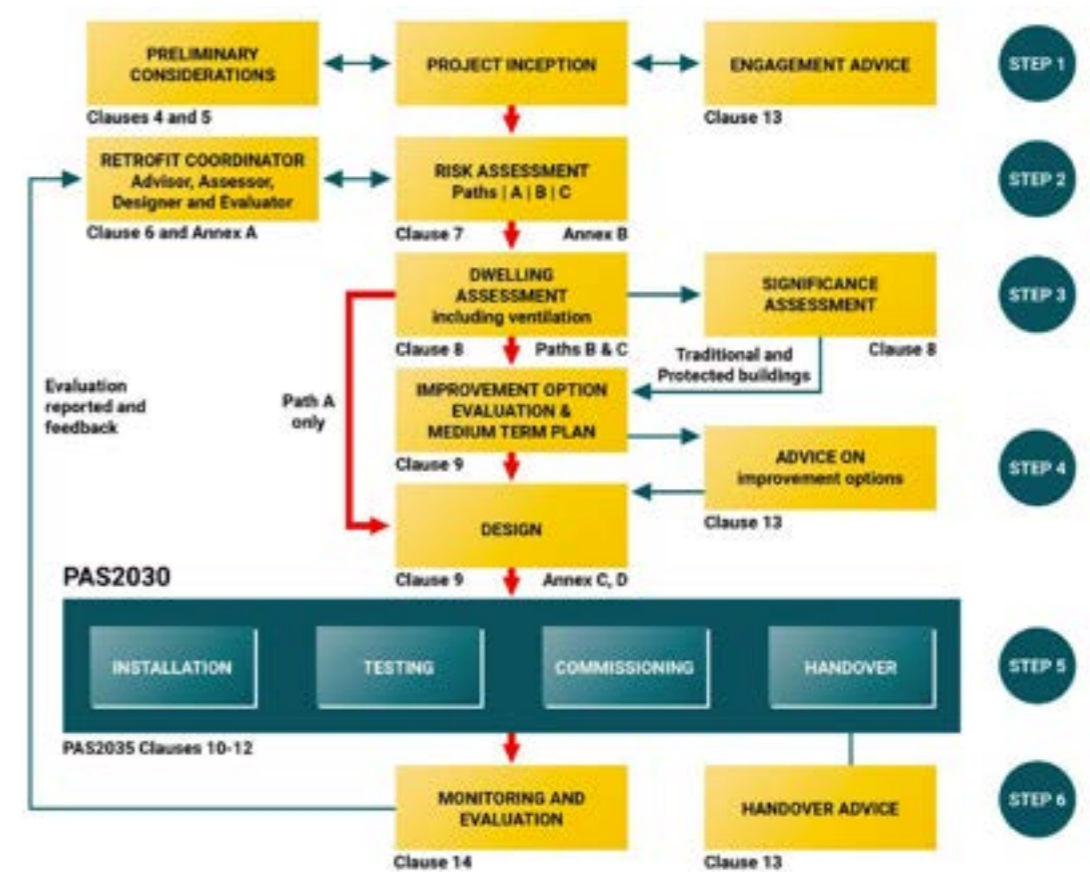 PRELIMINARY
CONSIDERATIONS
PROJECT INCEPTION
ENGAGEMENT ADVICE
STEP 1
Clauses 4 and 5
Clause 13
RETROFIT COORDINATOR
Advisor, Assessor,
Designer and Evaluator
RISK ASSESSMENT
Paths | A | B | C
STEP 2
Clause 6 and Annex A
Clause 7
Annex B
DWELLING
ASSESSMENT
including ventilation
SIGNIFICANCE
ASSESSMENT
STEP 3
Clause 8
Paths B & C
Traditional and
Protected buildings
Clause 8
Evaluation
reported and
feedback
Path A
only
IMPROVEMENT OPTION
EVALUATION &
MEDIUM TERM PLAN
Clause 9
ADVICE ON
improvement options
STEP 4
Clause 13
DESIGN
Clause 9
Annex C, D
PAS2030
INSTALLATION
TESTING
COMMISSIONING
HANDOVER
STEP 5
PAS2035 Clauses 10-12
MONITORING AND
EVALUATION
HANDOVER ADVICE
STEP 6
Clause 14
Clause 13